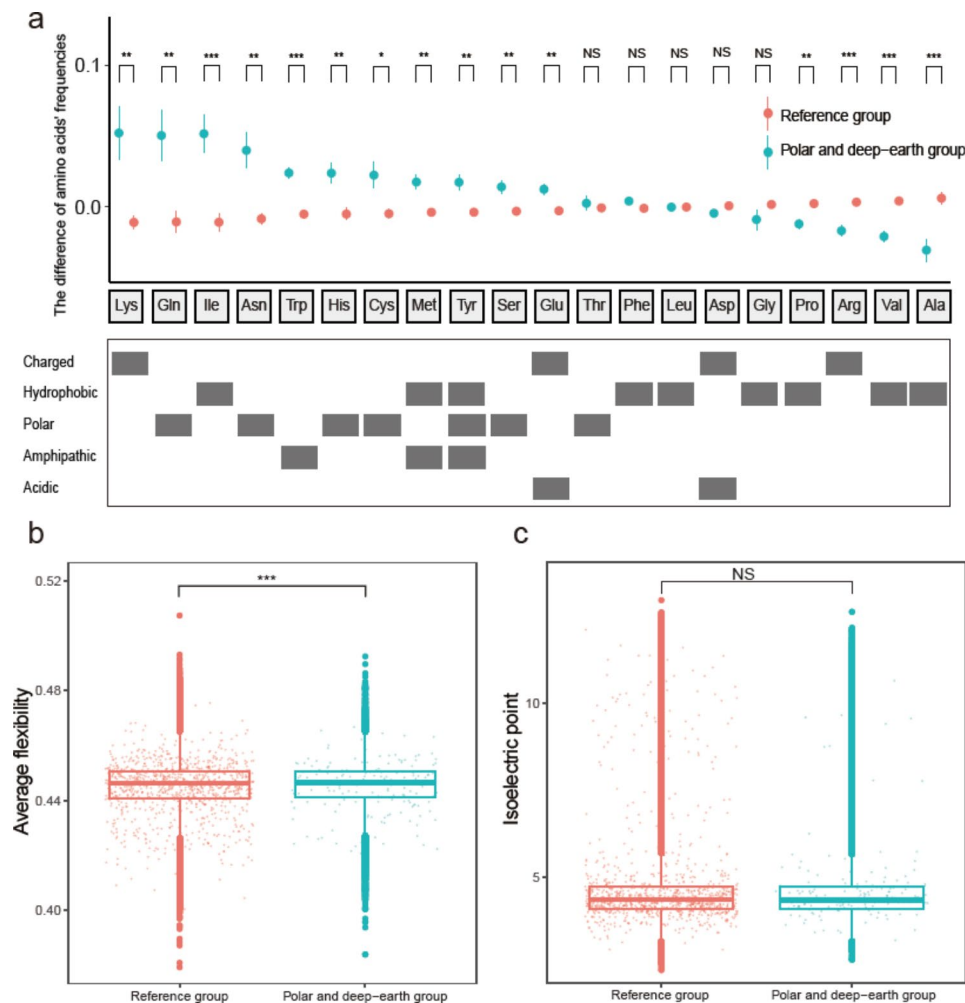 a
The difference of amino acids' frequencies
0.1
0.0
** ** *** ** *** ** * ** ** ** ** NS NS NS NS NS ** *** *** ***
Reference group
Polar and deep-earth group
Lys Gln Ile Asn Trp His Cys Met Tyr Ser Glu Thr Phe Leu Asp Gly Pro Arg Val Ala
Charged
Hydrophobic
Polar
Amphipathic
Acidic
b
Average flexibility
0.52
0.48
0.44
0.40
***
Reference group Polar and deep-earth group
c
Isoelectric point
10
5
NS
Reference group Polar and deep-earth group